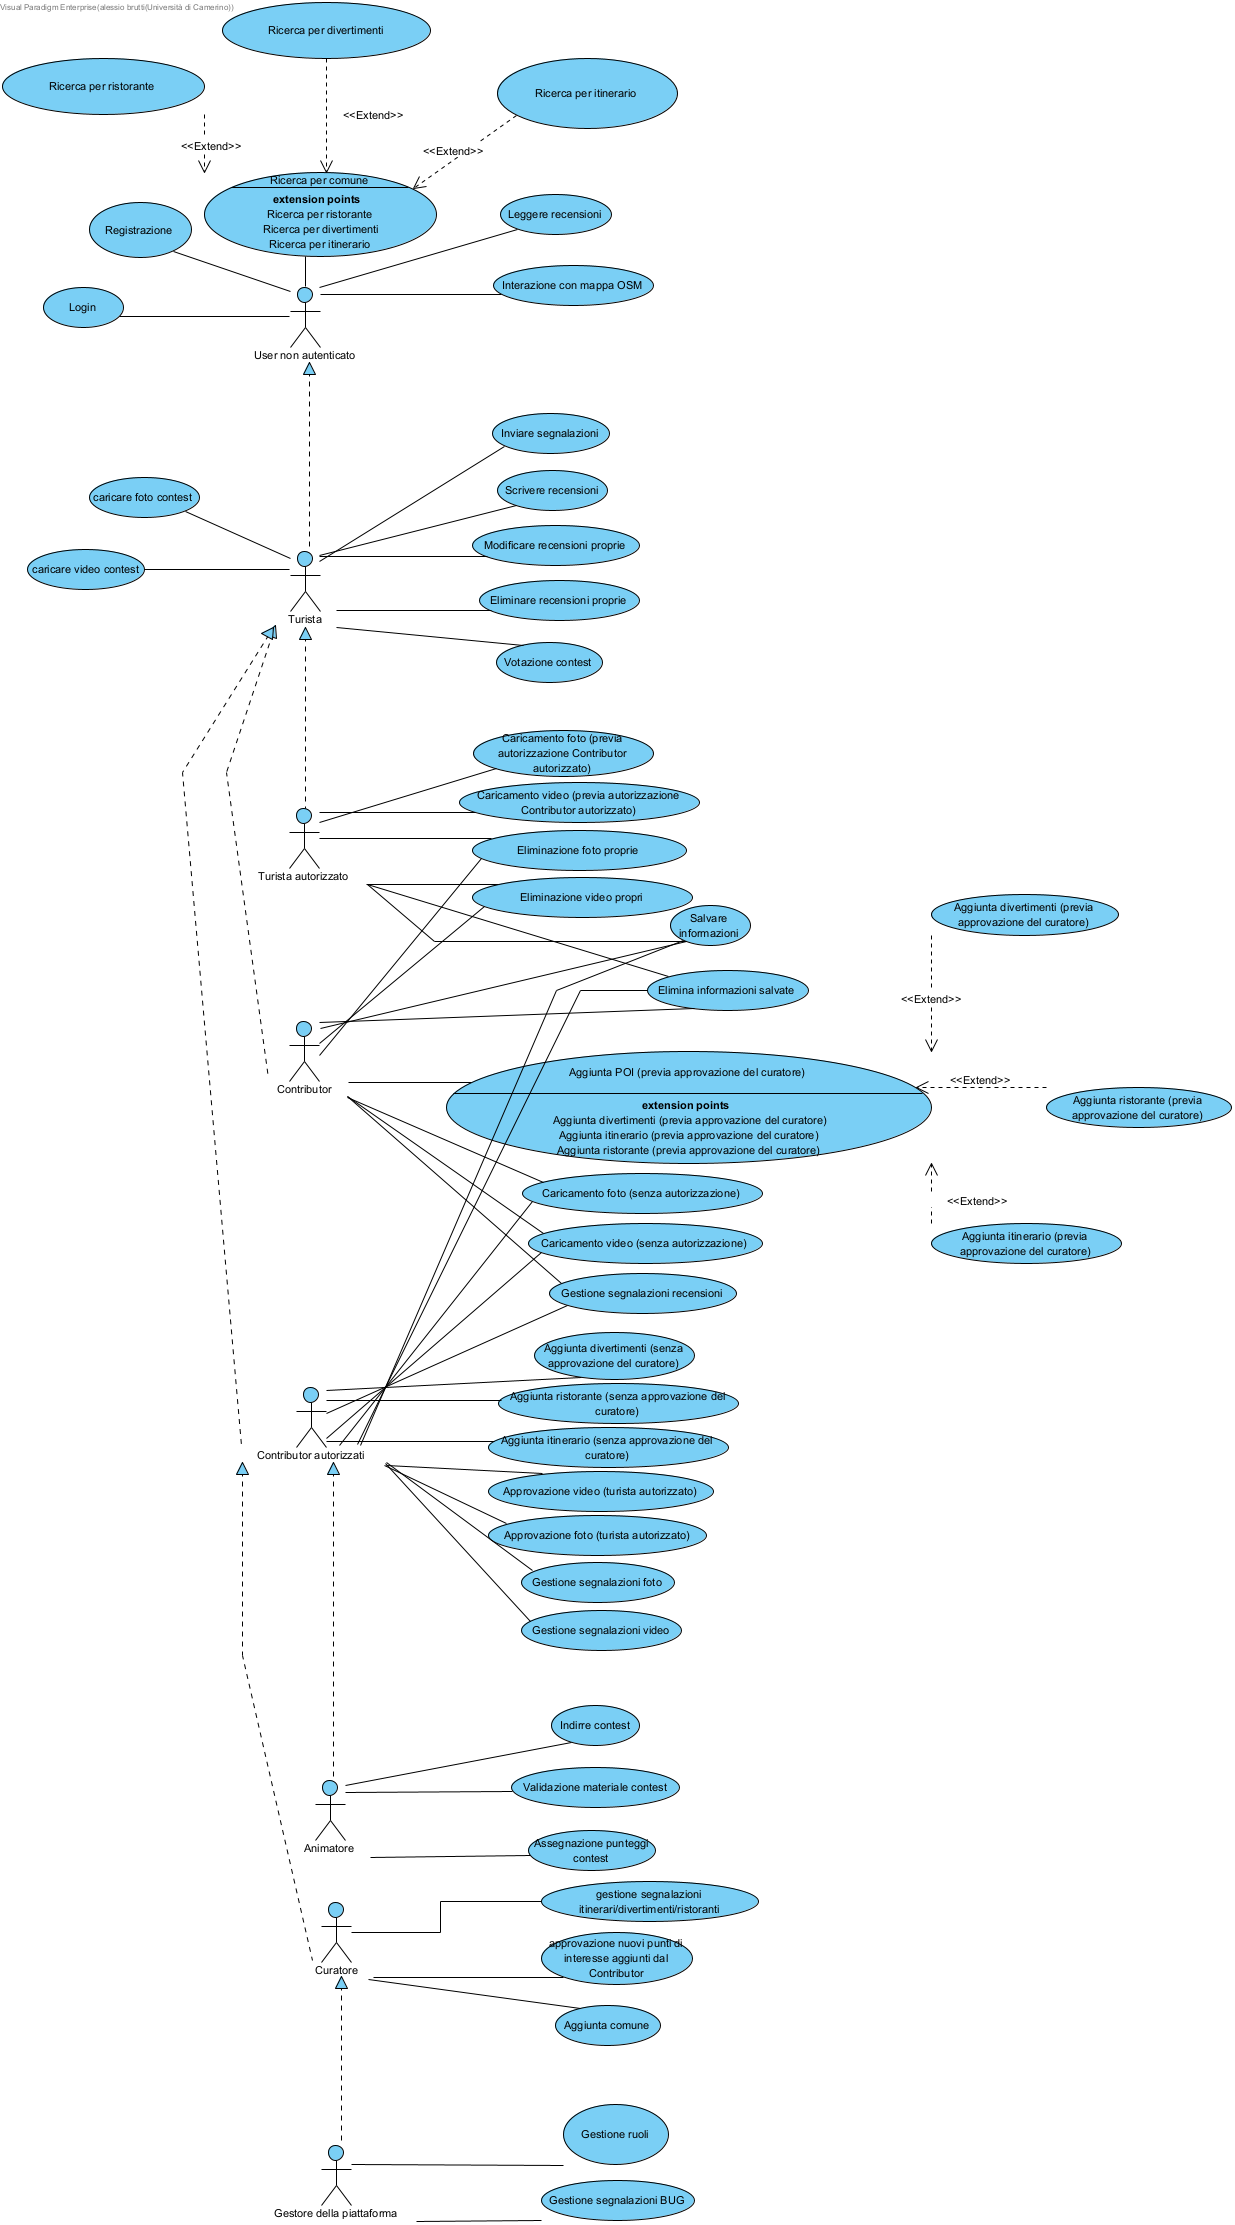 Visual Paradigm Enterprise(alessio brutti(Università di Camerino))
Ricerca per divertimenti
Ricerca per ristorante
Ricerca per itinerario
<<Extend>>
<<Extend>>
<<Extend>>
Ricerca per comune
extension points
Ricerca per ristorante
Ricerca per divertimenti
Ricerca per itinerario
Registrazione
Leggere recensioni
Interazione con mappa OSM
Login
User non autenticato
Inviare segnalazioni
Scrivere recensioni
caricare foto contest
Modificare recensioni proprie
caricare video contest
Eliminare recensioni proprie
Turista
Votazione contest
Caricamento foto (previa
autorizzazione Contributor
autorizzato)
Caricamento video (previa autorizzazione
Contributor autorizzato)
Eliminazione foto proprie
Turista autorizzato
Eliminazione video propri
Salvare
informazioni
Aggiunta divertimenti (previa
approvazione del curatore)
Elimina informazioni salvate
<<Extend>>
Contributor
Aggiunta POI (previa approvazione del curatore)
extension points
Aggiunta divertimenti (previa approvazione del curatore)
Aggiunta itinerario (previa approvazione del curatore)
Aggiunta ristorante (previa approvazione del curatore)
<<Extend>>
Aggiunta ristorante (previa
approvazione del curatore)
Caricamento foto (senza autorizzazione)
<<Extend>>
Caricamento video (senza autorizzazione)
Aggiunta itinerario (previa
approvazione del curatore)
Gestione segnalazioni recensioni
Aggiunta divertimenti (senza
approvazione del curatore)
Aggiunta ristorante (senza approvazione del
curatore)
Aggiunta itinerario (senza approvazione del
curatore)
Contributor autorizzati
Approvazione video (turista autorizzato)
Approvazione foto (turista autorizzato)
Gestione segnalazioni foto
Gestione segnalazioni video
Indirre contest
Validazione materiale contest
Animatore
Assegnazione punteggi
contest
gestione segnalazioni
itinerari/divertimenti/ristoranti
approvazione nuovi punti di
interesse aggiunti dal
Contributor
Curatore
Aggiunta comune
Gestione ruoli
Gestore della piattaforma
Gestione segnalazioni BUG